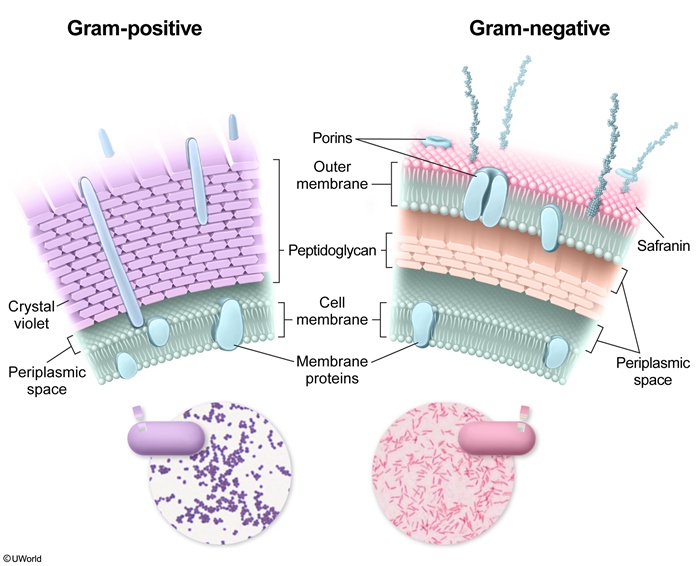 Gram-positive
Gram-negative
Porins
Outer
membrane
Peptidoglycan
Safranin
Crystal
violet
Cell
membrane
Periplasmic
space
Membrane
proteins
Periplasmic
space
©UWorld